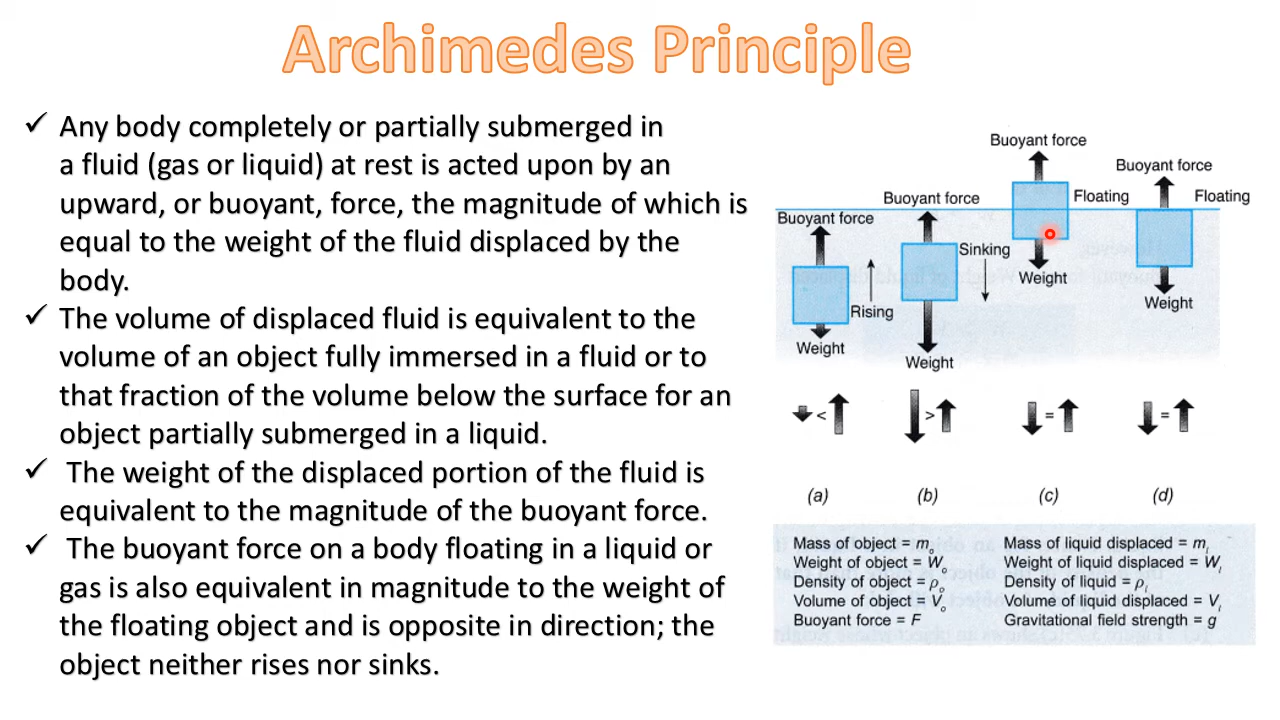 Archimedes Principle
✓ Any body completely or partially submerged in
a fluid (gas or liquid) at rest is acted upon by an
upward, or buoyant, force, the magnitude of which is
equal to the weight of the fluid displaced by the
body.
✓ The volume of displaced fluid is equivalent to the
volume of an object fully immersed in a fluid or to
that fraction of the volume below the surface for an
object partially submerged in a liquid.
✓ The weight of the displaced portion of the fluid is
equivalent to the magnitude of the buoyant force.
✓ The buoyant force on a body floating in a liquid or
gas is also equivalent in magnitude to the weight of
the floating object and is opposite in direction; the
object neither rises nor sinks.
Buoyant force
Rising
Weight
Buoyant force
Sinking
Weight
Buoyant force
Floating
Weight
Buoyant force
Floating
Weight
<
>
=
=
(a)
(b)
(c)
(d)
Mass of object = mₒ
Weight of object = Wₒ
Density of object = ρₒ
Volume of object = Vₒ
Buoyant force = F
Mass of liquid displaced = mₗ
Weight of liquid displaced = Wₗ
Density of liquid = ρₗ
Volume of liquid displaced = Vₗ
Gravitational field strength = g